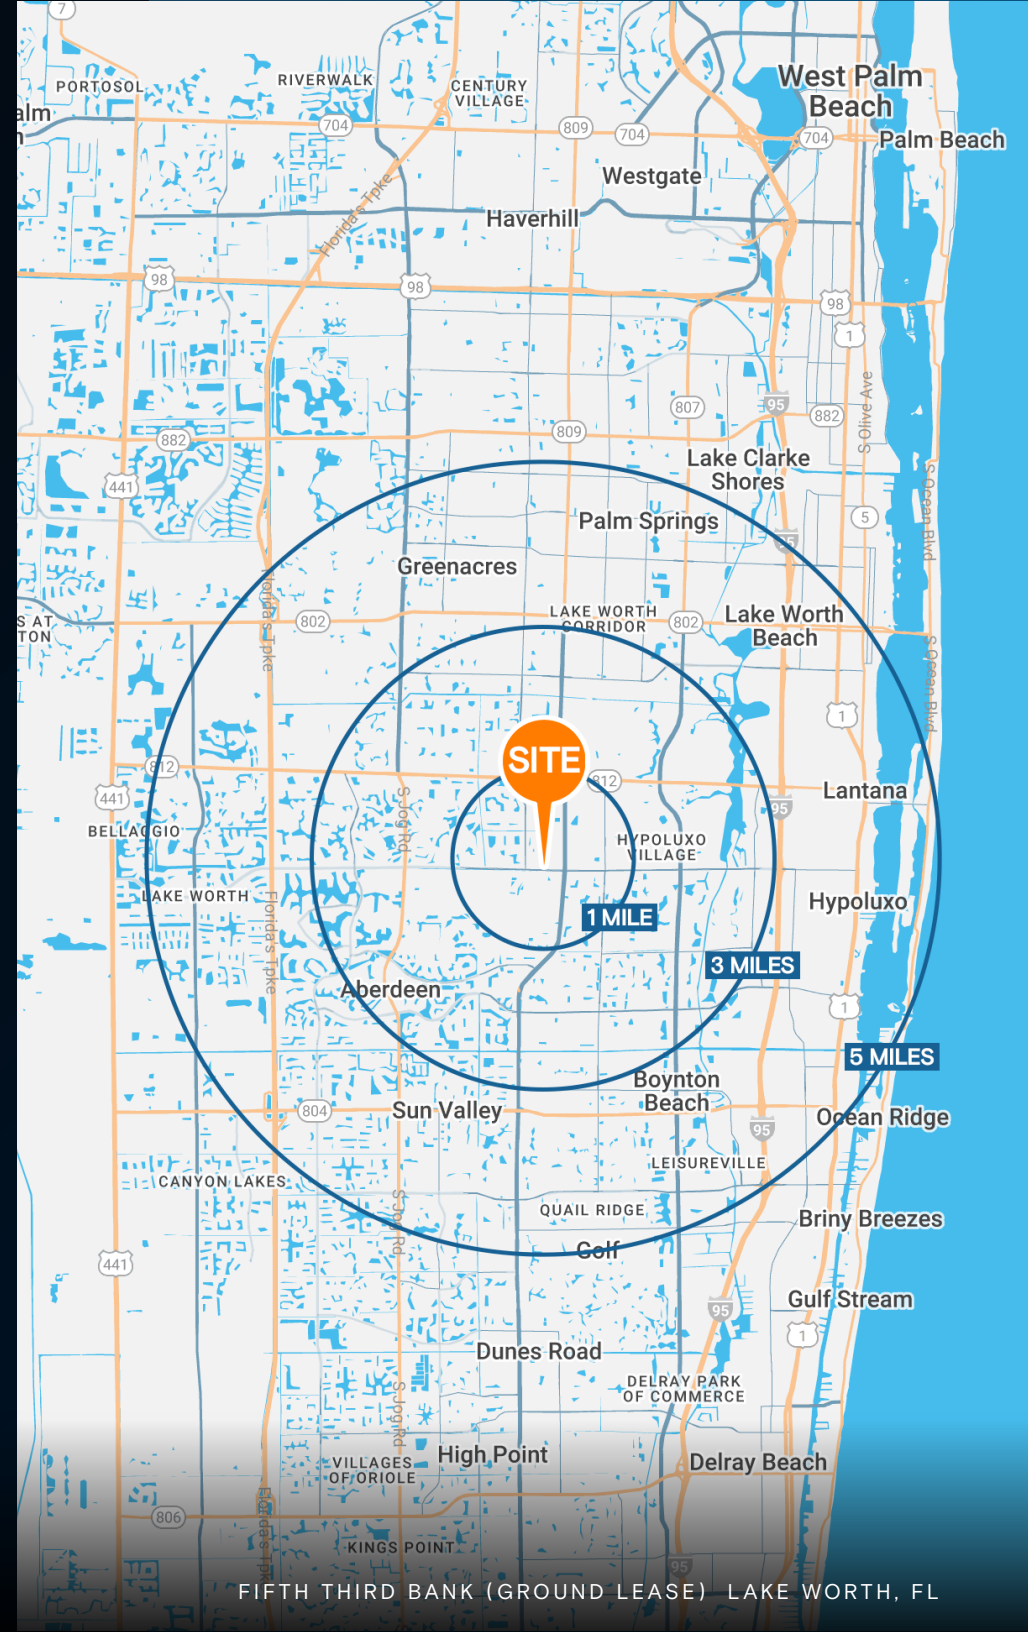 7
PORTOSOL
RIVERWALK
CENTURY
VILLAGE
West Palm
Beach
alm
704
809
704
704
Palm Beach
Westgate
Florida's Tpke
Haverhill
98
98
98
1
S Olive Ave
807
95
882
809
882
441
Lake Clarke
Shores
S Ocean Blvd
5
Palm Springs
95
Greenacres
Florida's Tpke
S AT
TON
802
LAKE WORTH
CORRIDOR
802
Lake Worth
Beach
S Ocean Blvd
1
SITE
812
812
441
S Jog Rd
95
Lantana
BELLAGGIO
HYPOLUXO
VILLAGE
LAKE WORTH
Hypoluxo
Florida's Tpke
1 MILE
3 MILES
Aberdeen
1
5 MILES
Boynton
Beach
804
Sun Valley
Ocean Ridge
95
LEISUREVILLE
CANYON LAKES
S Jog Rd
QUAIL RIDGE
Briny Breezes
Golf
441
Gulf Stream
95
1
Dunes Road
DELRAY PARK
OF COMMERCE
S Jog Rd
High Point
Delray Beach
VILLAGES
OF ORIOLE
806
Florida's Tpke
KINGS POINT
95
FIFTH THIRD BANK (GROUND LEASE) LAKE WORTH, FL